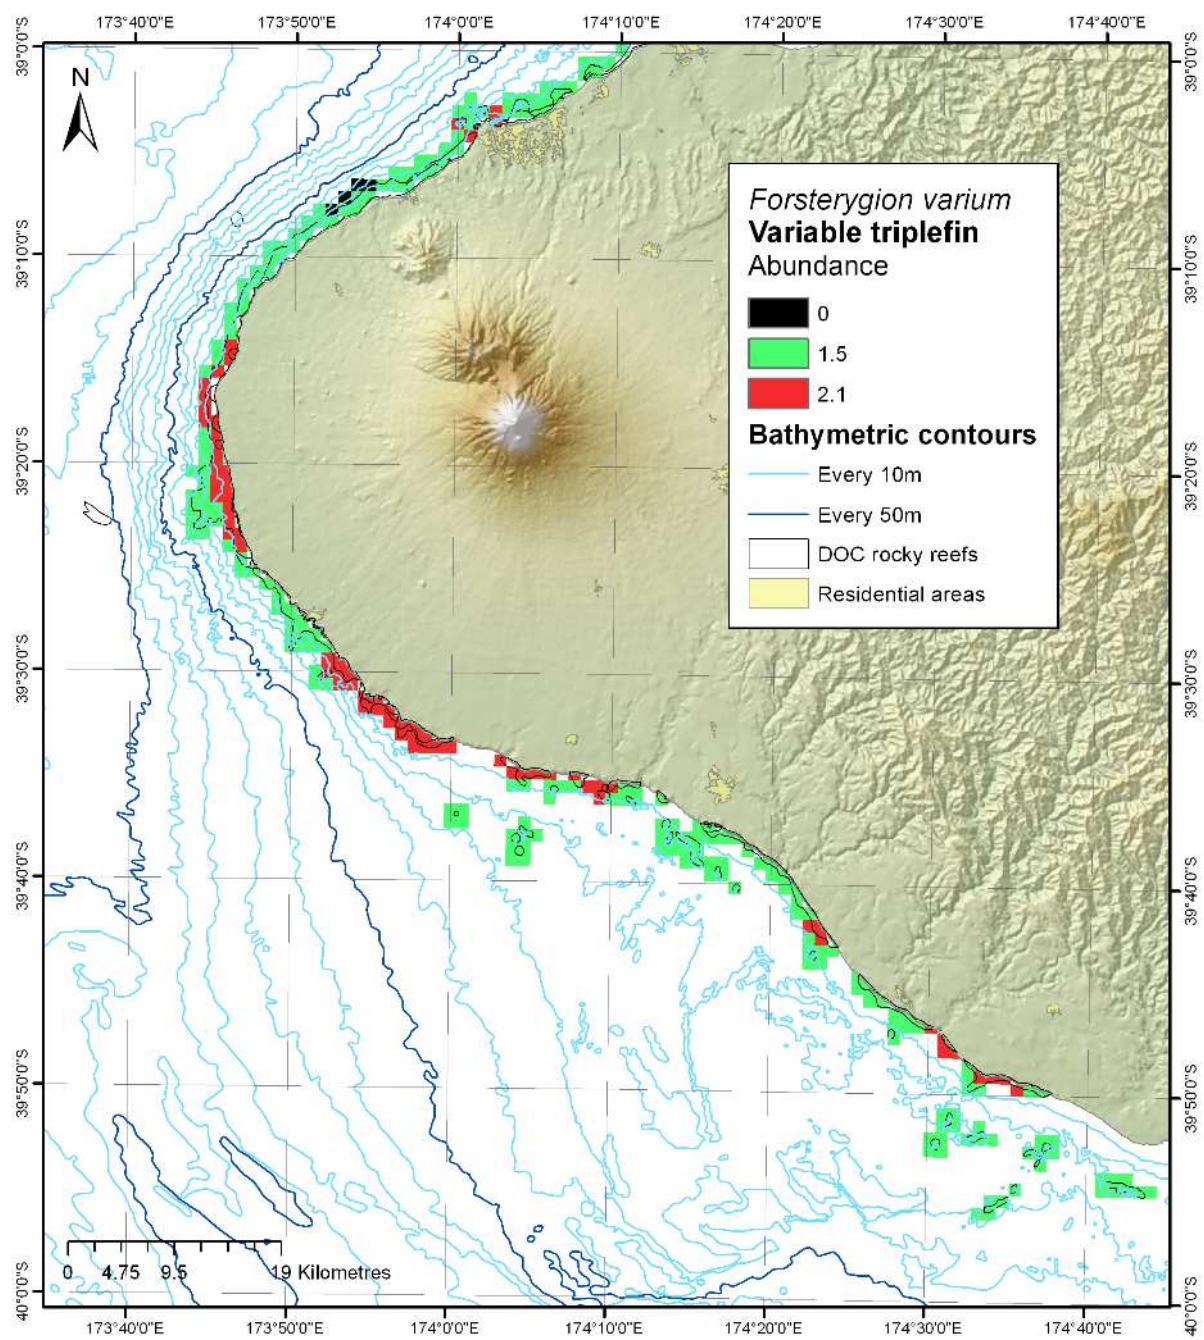 173°40'0"E 173°50'0"E 174°0'0"E 174°10'0"E 174°20'0"E 174°30'0"E 174°40'0"E
39°0'0"S 39°0'0"S
N
Forsterygion varium
Variable triplefin
Abundance
39°10'0"S 39°10'0"S
0
1.5
2.1
Bathymetric contours
39°20'0"S 39°20'0"S
Every 10m
Every 50m
DOC rocky reefs
Residential areas
39°30'0"S 39°30'0"S
39°40'0"S 39°40'0"S
39°50'0"S 39°50'0"S
0 4.75 9.5 19 Kilometres
40°0'0"S 40°0'0"S
173°40'0"E 173°50'0"E 174°0'0"E 174°10'0"E 174°20'0"E 174°30'0"E 174°40'0"E